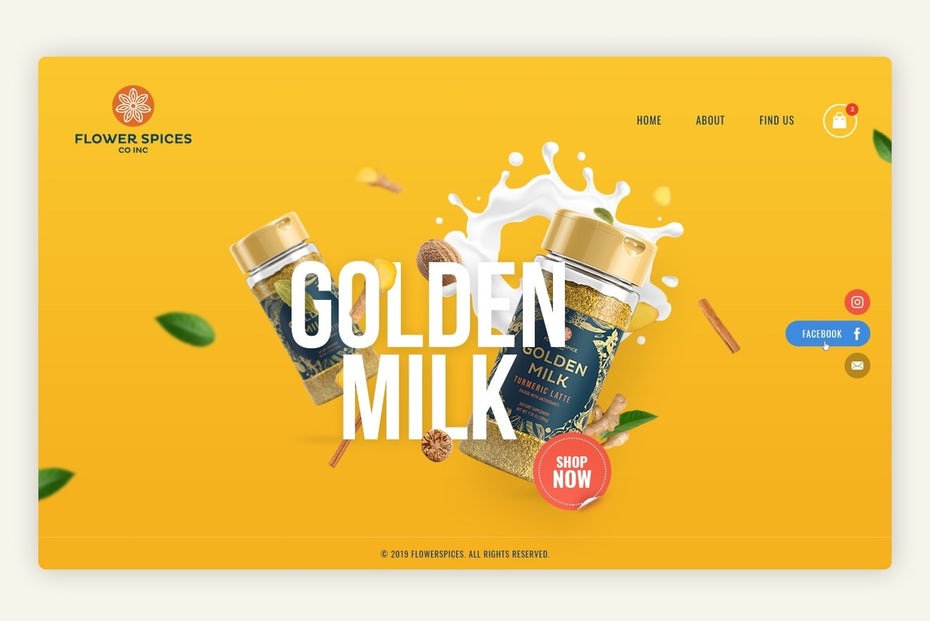 FLOWER SPICES
CO INC
HOME
ABOUT
FIND US
2
GOLDEN
MILK
GOLDEN
MILK
TURMERIC LATTE
FACEBOOK
SHOP
NOW
© 2019 FLOWERSPICES. ALL RIGHTS RESERVED.